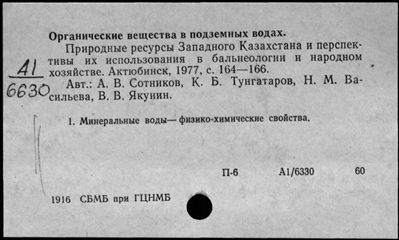 Органические вещества в подземных водах.
Природные ресурсы Западного Казахстана и перспек-
тивы их использования в бальнеологии и народном
хозяйстве. Актюбинск, 1977, с. 164—166.
А1
6630
Авт.: А. В. Сотников, К. Б. Тунгатаров, Н. М. Ва-
сильева, В. В. Якунин.
1. Минеральные воды— физико-химические свойства.
П-6 А1/6330 60
1916 СБМБ при ГЦНМБ